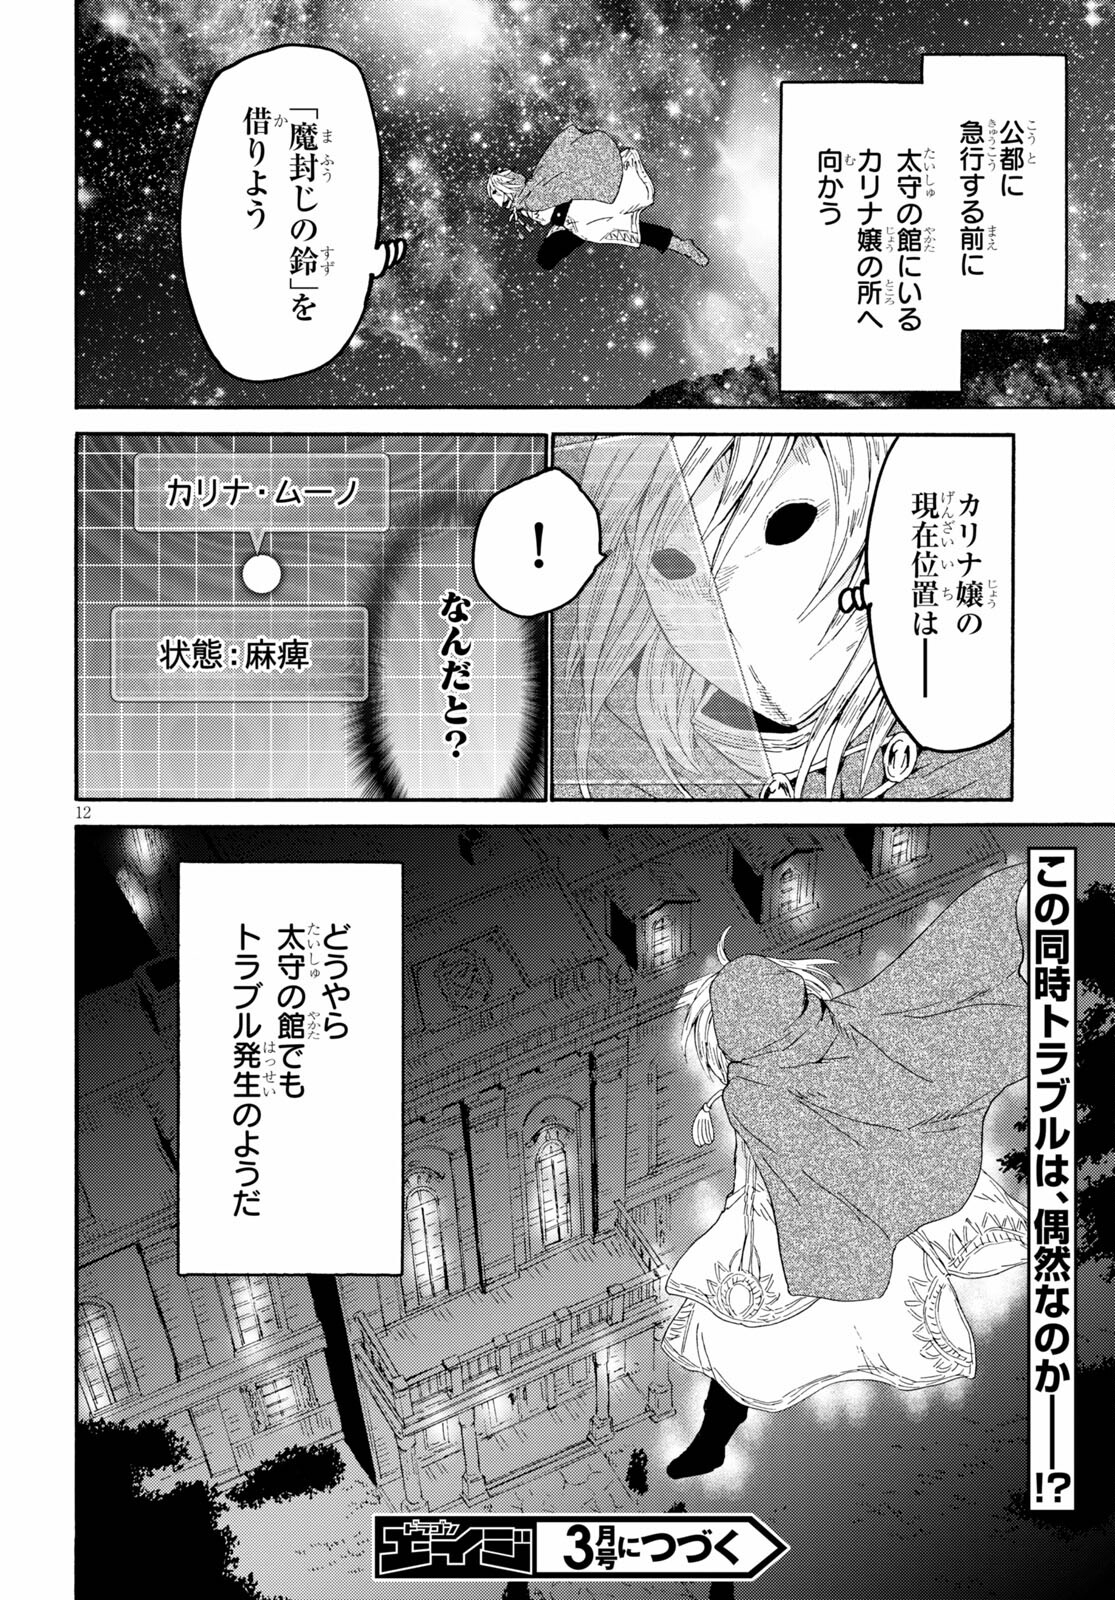 公都に
急行する前に
太守の館にいる
カリナ嬢の所へ
向かう
「魔封じの鈴」を
借りよう
カリナ嬢の
現在位置は――
！
なんだと？
カリナ・ムーノ
状態：麻痺
12
この同時トラブルは、偶然なのか――!?
どうやら
太守の館でも
トラブル発生のようだ
ドラゴンエイジ 3月号につづく